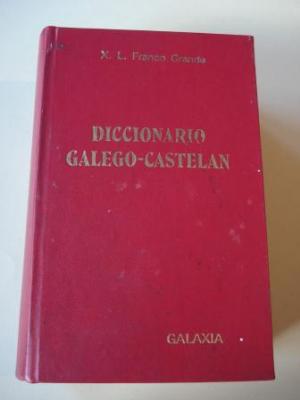 X. L. Franco Grande
DICCIONARIO
GALEGO-CASTELAN
GALAXIA